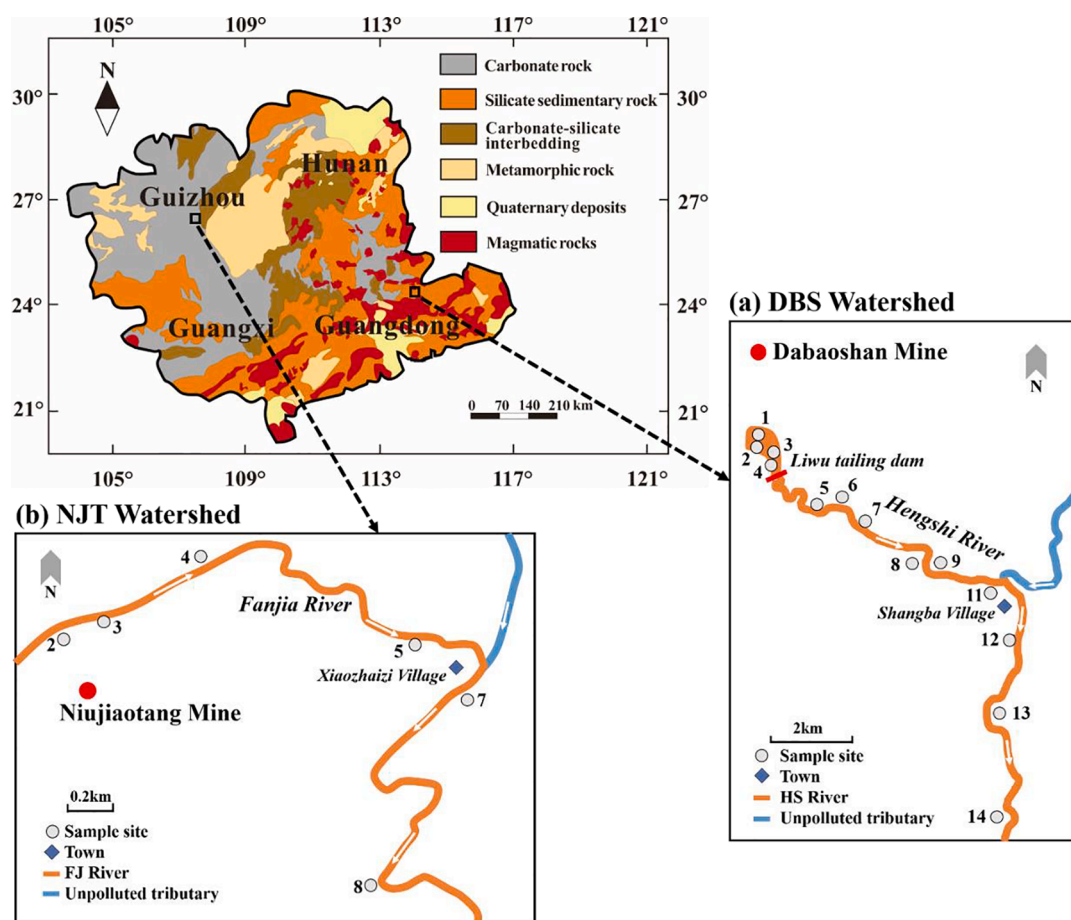 105° 109° 113° 117° 121°
N
30°
27°
24°
21°
30°
27°
24°
21°
Carbonate rock
Silicate sedimentary rock
Carbonate-silicate
interbedding
Metamorphic rock
Quaternary deposits
Magmatic rocks
Hunan
Guizhou
Guangxi
Guangdong
0 70 140 210 km
105° 109° 113° 117° 121°
(a) DBS Watershed
Dabaoshan Mine
N
1
2
3
4
Liwu tailing dam
5
6
7
Hengshi River
8
9
11
Shangba Village
12
13
14
2km
Sample site
Town
HS River
Unpolluted tributary
(b) NJT Watershed
N
4
3
2
Fanjia River
5
Xiaozhaizi Village
7
Niujiaotang Mine
8
0.2km
Sample site
Town
FJ River
Unpolluted tributary